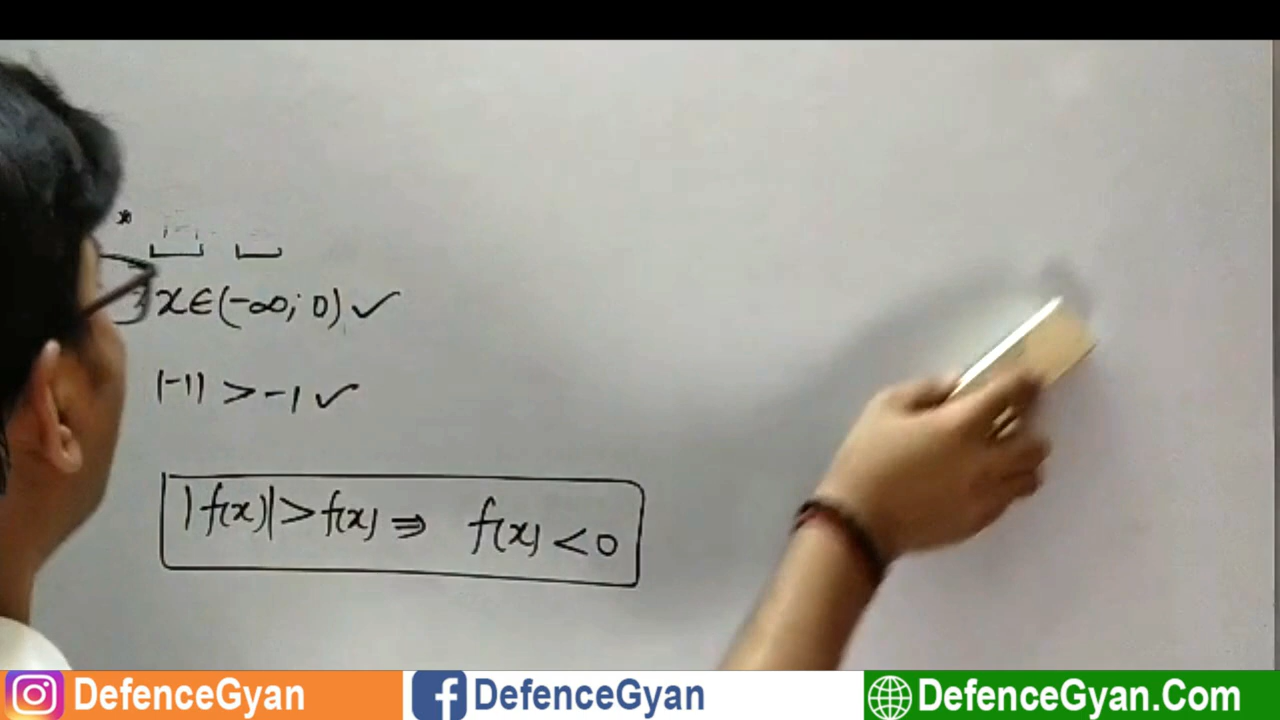 *
x∈(-∞; 0) ✓
|-1| > -1 ✓
|f(x)| > f(x) ⇒ f(x) < 0
DefenceGyan DefenceGyan DefenceGyan.Com